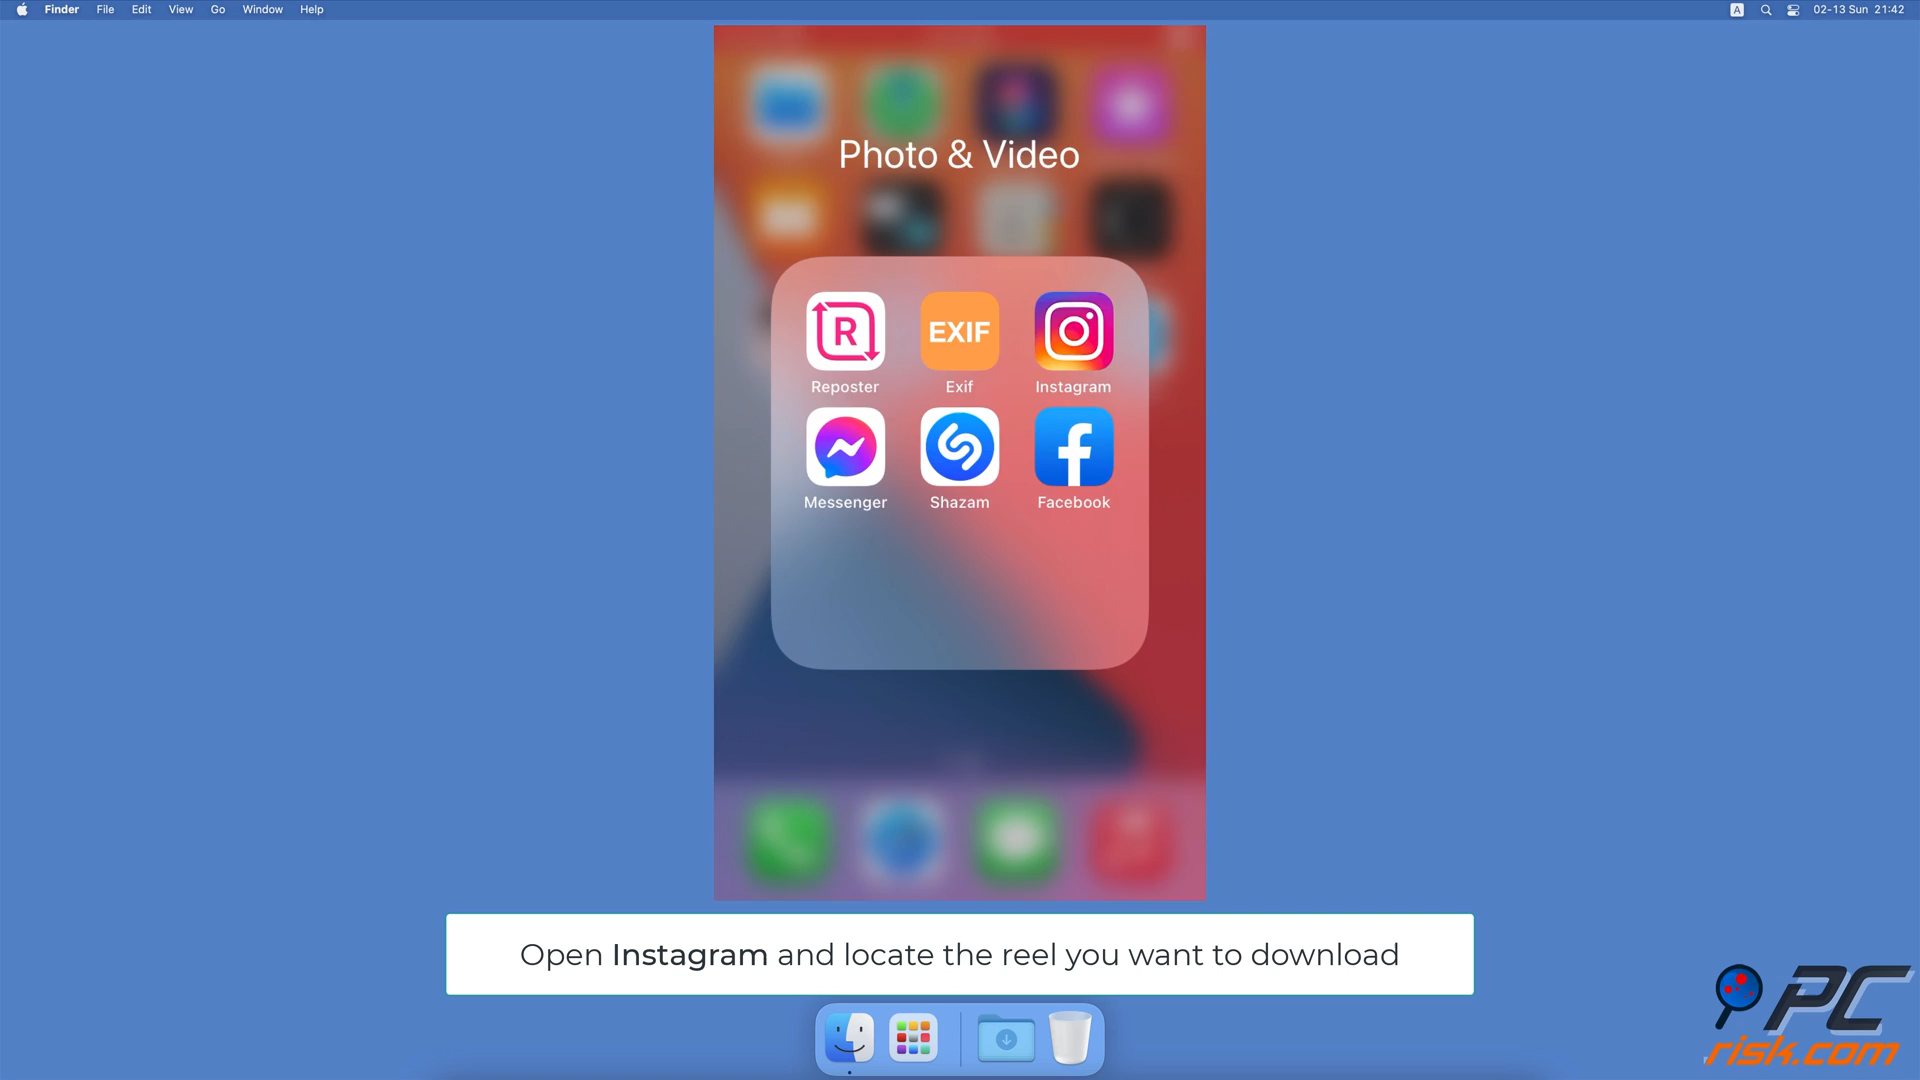 Finder File Edit View Go Window Help
A 02-13 Sun 21:42
Photo & Video
R EXIF
Reposter Exif Instagram
Messenger Shazam Facebook
Open Instagram and locate the reel you want to download
PC
risk.com